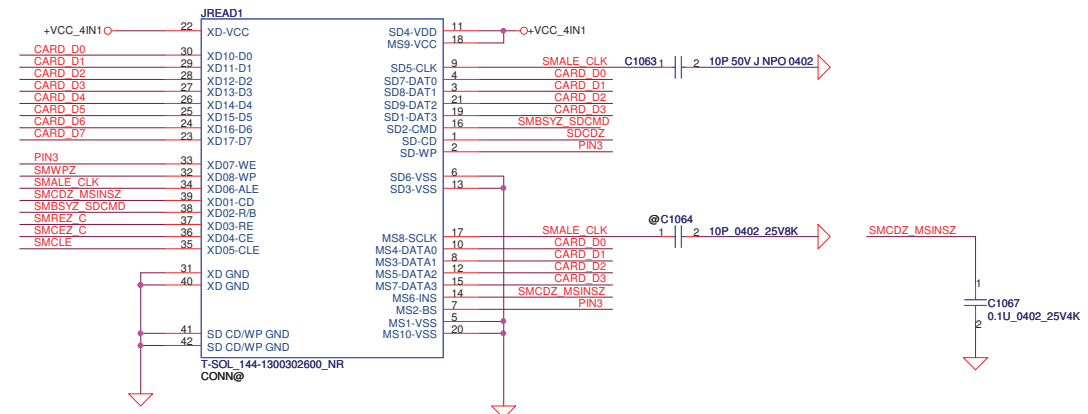 JREAD1
+VCC_4IN1 22 XD-VCC SD4-VDD 11 +VCC_4IN1
MS9-VCC 18
CARD_D0 30 XD10-D0 SD5-CLK 9 SMALE_CLK C1063 1 2 10P 50V J NPO 0402
CARD_D1 29 XD11-D1 SD7-DAT0 4 CARD_D0
CARD_D2 28 XD12-D2 SD8-DAT1 3 CARD_D1
CARD_D3 27 XD13-D3 SD9-DAT2 21 CARD_D2
CARD_D4 26 XD14-D4 SD1-DAT3 19 CARD_D3
CARD_D5 25 XD15-D5 SD2-CMD 16 SMBSYZ_SDCMD
CARD_D6 24 XD16-D6 SD-CD 1 SDCDZ
CARD_D7 23 XD17-D7 SD-WP 2 PIN3
PIN3 33 XD07-WE SD6-VSS 6
SMWPZ 32 XD08-WP SD3-VSS 13
SMALE_CLK 34 XD06-ALE
SMCDZ_MSINSZ 39 XD01-CD
SMBSYZ_SDCMD 38 XD02-R/B @C1064
SMREZ_C 37 XD03-RE MS8-SCLK 17 SMALE_CLK 1 2 10P_0402_25V8K SMCDZ_MSINSZ
SMCEZ_C 36 XD04-CE MS4-DATA0 10 CARD_D0
SMCLE 35 XD05-CLE MS3-DATA1 8 CARD_D1
31 XD GND MS5-DATA2 12 CARD_D2
40 XD GND MS7-DATA3 15 CARD_D3 1
MS6-INS 14 SMCDZ_MSINSZ C1067
MS2-BS 7 PIN3 0.1U_0402_25V4K
MS1-VSS 5 2
41 SD CD/WP GND MS10-VSS 20
42 SD CD/WP GND
T-SOL_144-1300302600_NR
CONN@